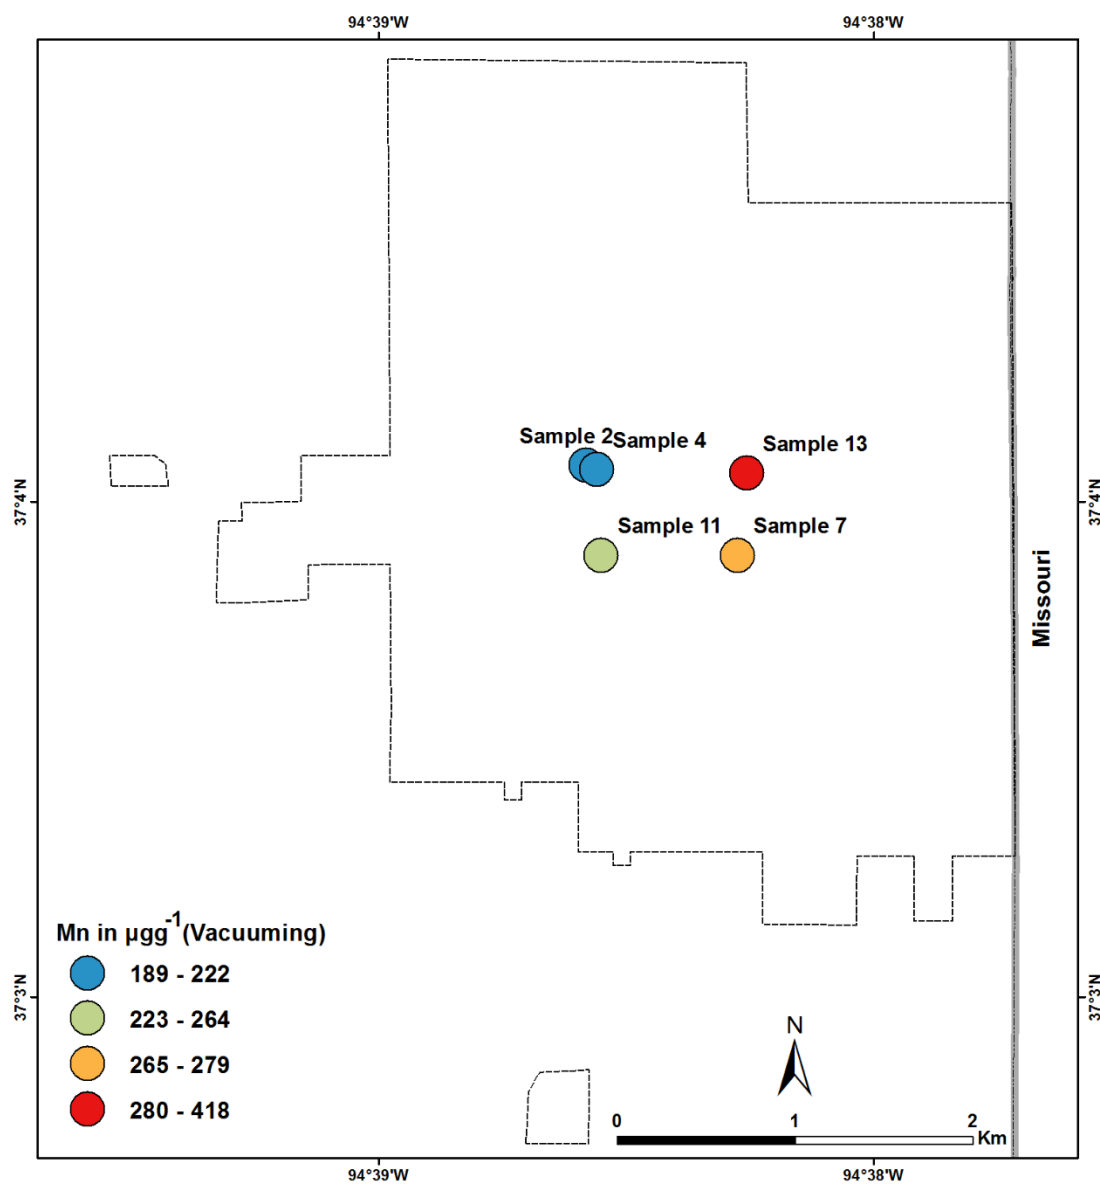 94°39'W
94°38'W
Sample 2
Sample 4
Sample 13
37°4'N
37°4'N
Sample 11
Sample 7
Missouri
Mn in µgg-1(Vacuuming)
189 - 222
223 - 264
265 - 279
280 - 418
37°3'N
37°3'N
N
0
1
2
Km
94°39'W
94°38'W